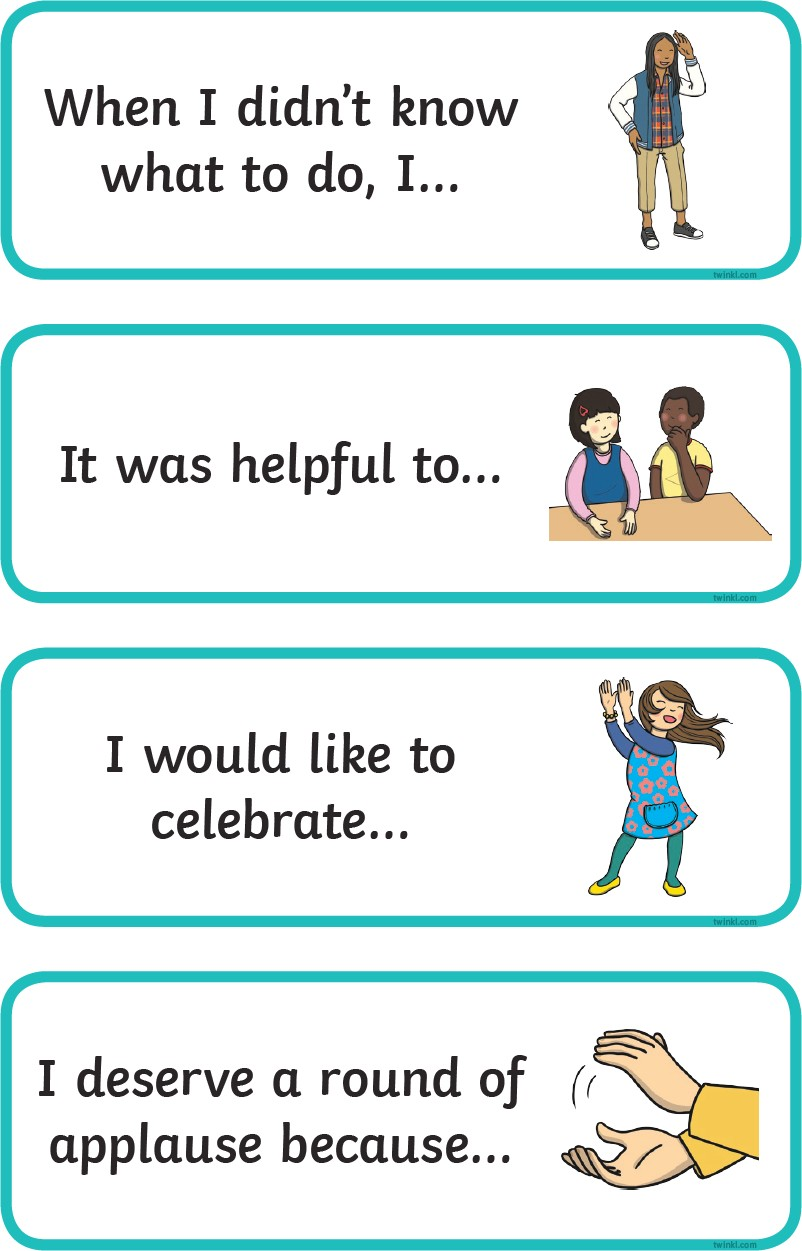 When I didn't know
what to do, I...
twinkl.com
It was helpful to...
twinkl.com
I would like to
celebrate...
twinkl.com
I deserve a round of
applause because...
twinkl.com